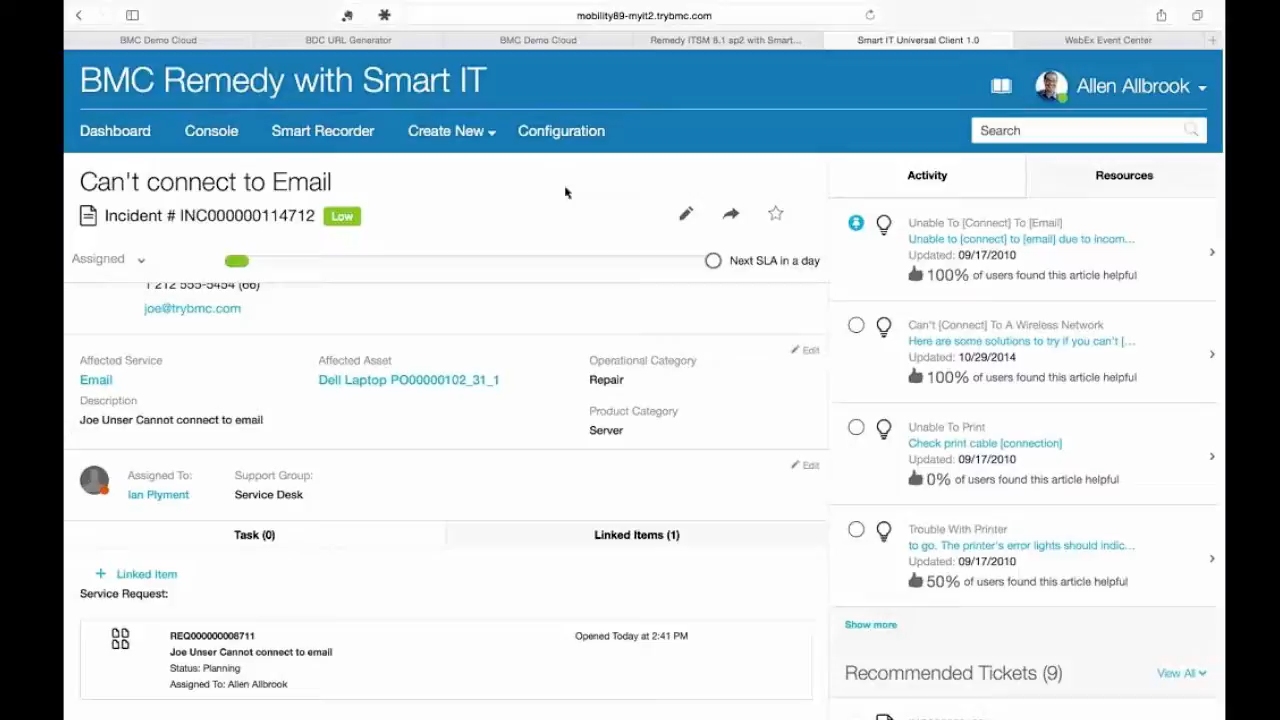 mobility89-myit2.trybmc.com
BMC Demo Cloud
BDC URL Generator
BMC Demo Cloud
Remedy ITSM 8.1 sp2 with Smart...
Smart IT Universal Client 1.0
WebEx Event Center
BMC Remedy with Smart IT
Allen Allbrook
Dashboard
Console
Smart Recorder
Create New
Configuration
Search
Can't connect to Email
Incident # INC000000114712
Low
Assigned
Next SLA in a day
1 212 555-5454 (66)
joe@trybmc.com
Edit
Affected Service
Email
Affected Asset
Dell Laptop PO00000102_31_1
Operational Category
Repair
Description
Joe Unser Cannot connect to email
Product Category
Server
Edit
Assigned To:
Ian Plyment
Support Group:
Service Desk
Task (0)
Linked Items (1)
+ Linked Item
Service Request:
REQ000000008711
Opened Today at 2:41 PM
Joe Unser Cannot connect to email
Status: Planning
Assigned To: Allen Allbrook
Activity
Resources
Unable To [Connect] To [Email]
Unable to [connect] to [email] due to incom...
Updated: 09/17/2010
100% of users found this article helpful
Can't [Connect] To A Wireless Network
Here are some solutions to try if you can't [...
Updated: 10/29/2014
100% of users found this article helpful
Unable To Print
Check print cable [connection]
Updated: 09/17/2010
0% of users found this article helpful
Trouble With Printer
to go. The printer's error lights should indic...
Updated: 09/17/2010
50% of users found this article helpful
Show more
Recommended Tickets (9)
View All